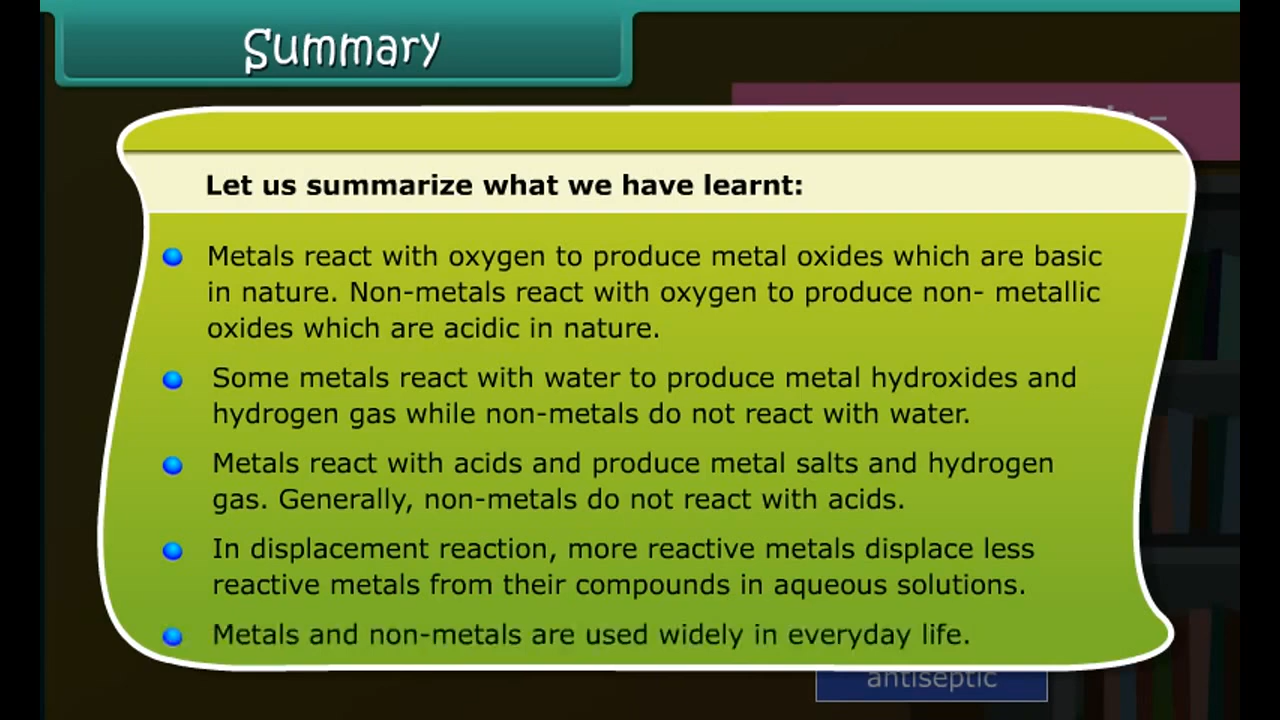 Summary
Let us summarize what we have learnt:
Metals react with oxygen to produce metal oxides which are basic
in nature. Non-metals react with oxygen to produce non- metallic
oxides which are acidic in nature.
Some metals react with water to produce metal hydroxides and
hydrogen gas while non-metals do not react with water.
Metals react with acids and produce metal salts and hydrogen
gas. Generally, non-metals do not react with acids.
In displacement reaction, more reactive metals displace less
reactive metals from their compounds in aqueous solutions.
Metals and non-metals are used widely in everyday life.
antiseptic